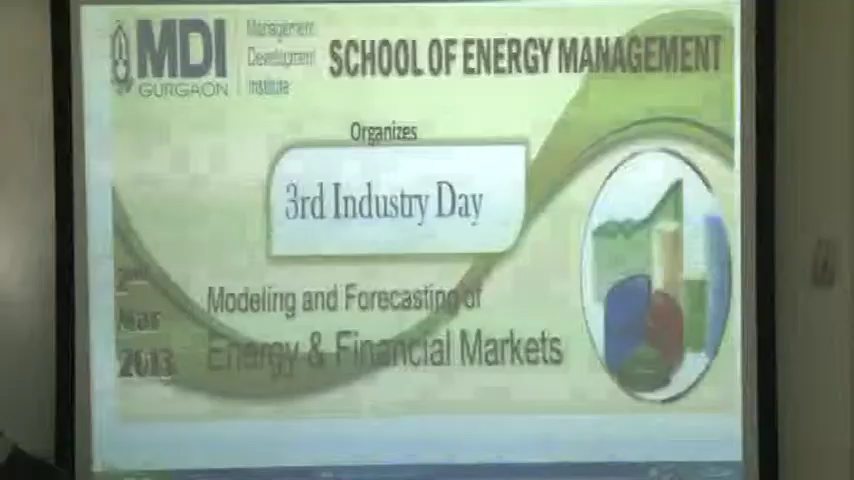 MDI
GURGAON
Management
Development
Institute
SCHOOL OF ENERGY MANAGEMENT
Organizes
3rd Industry Day
2nd
Mar
2013
Modeling and Forecasting of
Energy & Financial Markets